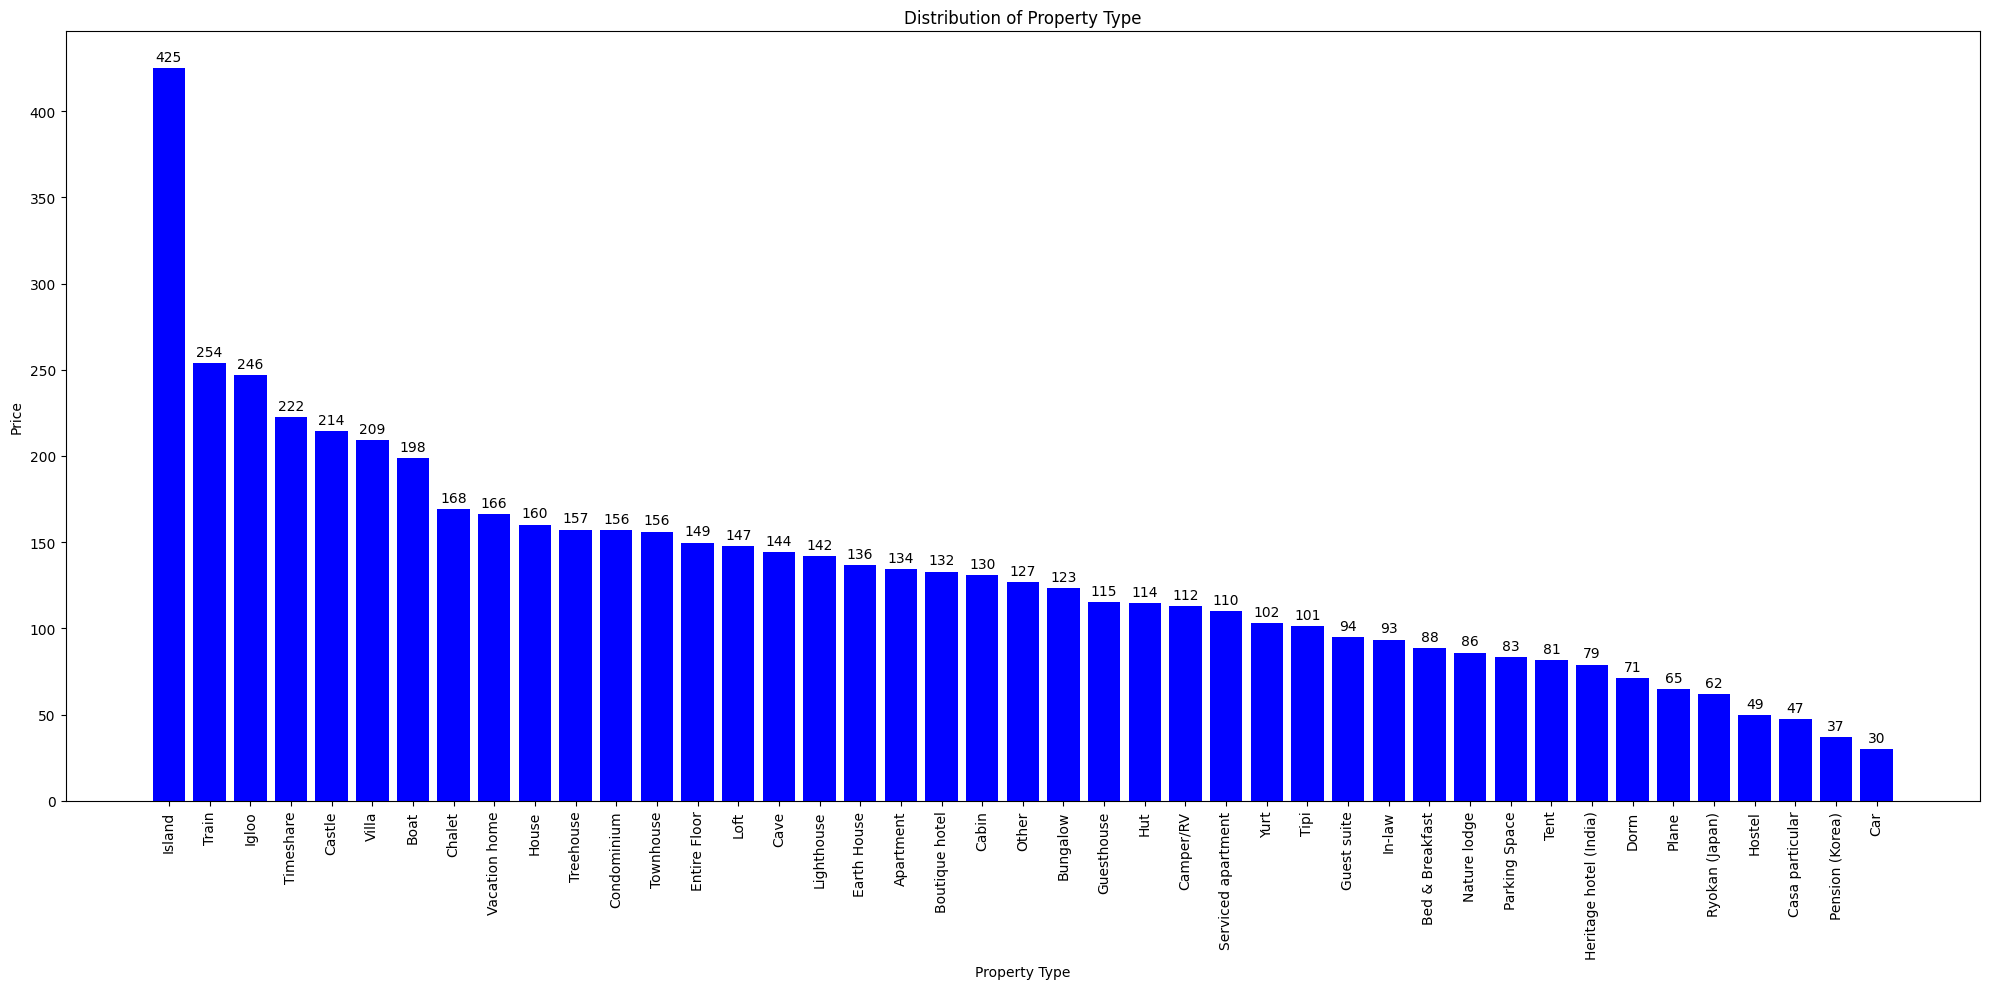 Distribution of Property Type
Price
400
350
300
250
200
150
100
50
0
425
254
246
222
214
209
198
168
166
160
157
156
156
149
147
144
142
136
134
132
130
127
123
115
114
112
110
102
101
94
93
88
86
83
81
79
71
65
62
49
47
37
30
Island
Train
Igloo
Timeshare
Castle
Villa
Boat
Chalet
Vacation home
House
Treehouse
Condominium
Townhouse
Entire Floor
Loft
Cave
Lighthouse
Earth House
Apartment
Boutique hotel
Cabin
Other
Bungalow
Guesthouse
Hut
Camper/RV
Serviced apartment
Yurt
Tipi
Guest suite
In-law
Bed & Breakfast
Nature lodge
Parking Space
Tent
Heritage hotel (India)
Dorm
Plane
Ryokan (Japan)
Hostel
Casa particular
Pension (Korea)
Car
Property Type